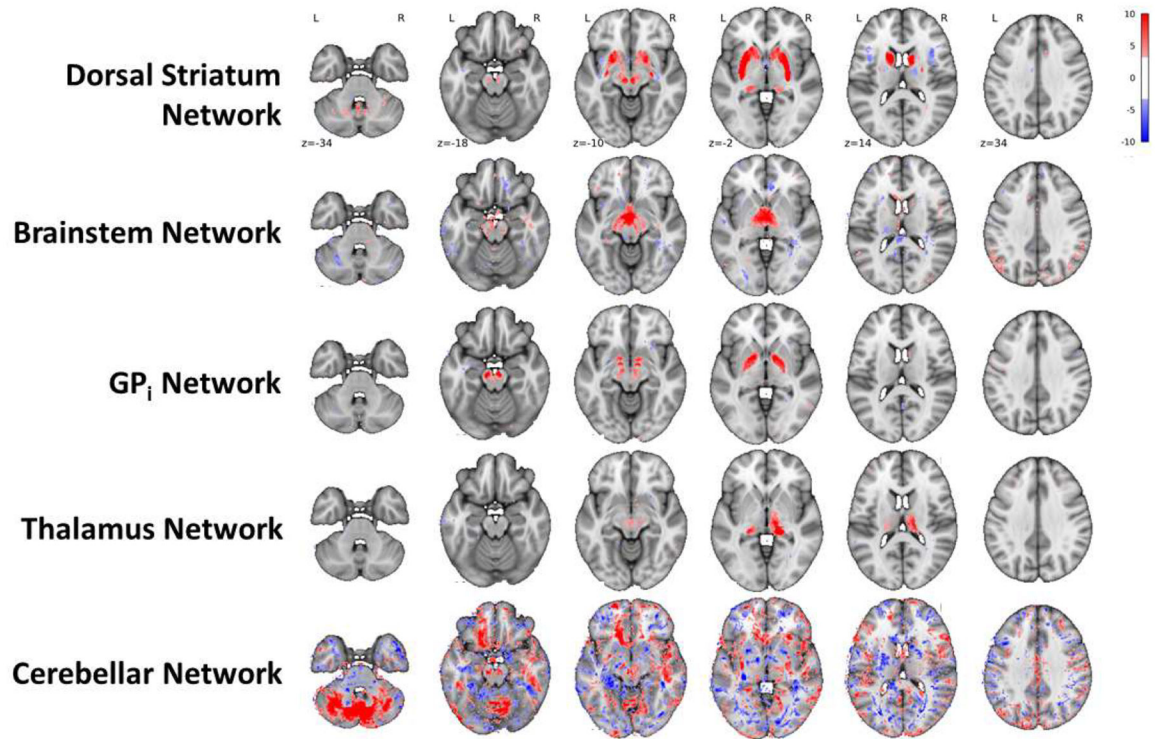 L R L R L R L R L R L R
10
5
0
-5
-10
Dorsal Striatum
Network
z=-34 z=-18 z=-10 z=-2 z=14 z=34
Brainstem Network
GPi Network
Thalamus Network
Cerebellar Network